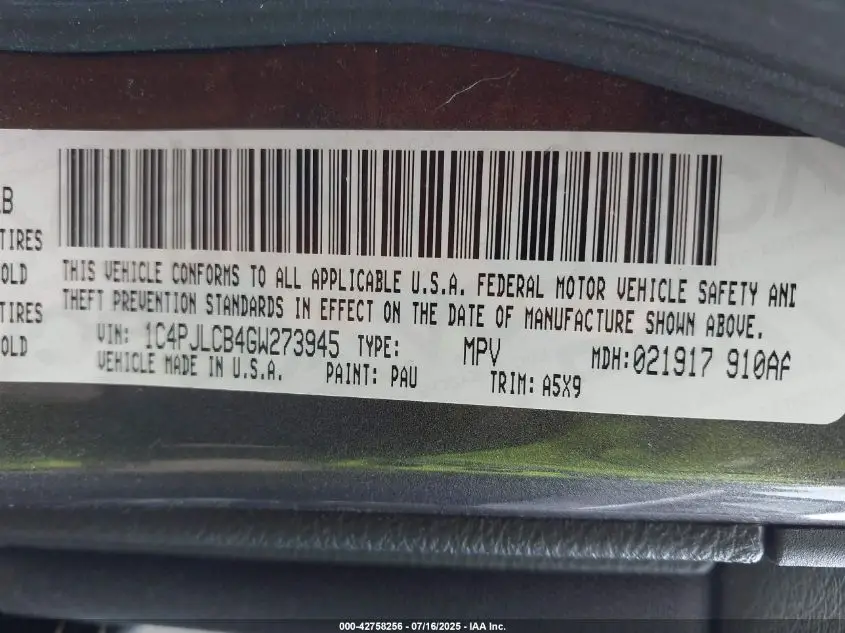 LB
TIRES
OLD
TIRES
OLD
THIS VEHICLE CONFORMS TO ALL APPLICABLE U.S.A. FEDERAL MOTOR VEHICLE SAFETY AND
THEFT PREVENTION STANDARDS IN EFFECT ON THE DATE OF MANUFACTURE SHOWN ABOVE.
VIN: 1C4PJLCB4GW273945 TYPE: MPV MDH:021917 910AF
VEHICLE MADE IN U.S.A. PAINT: PAU TRIM: A5X9
000-42758256 - 07/16/2025 - IAA Inc.